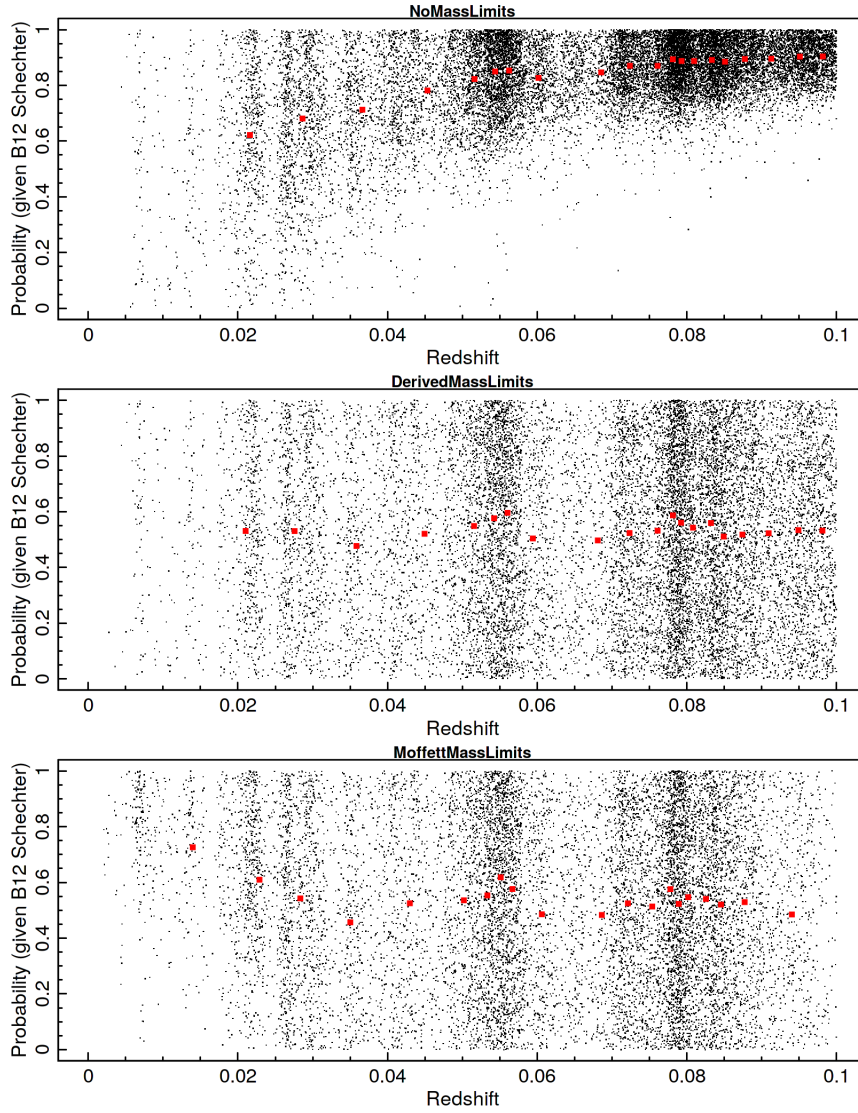 NoMassLimits
Probability (given B12 Schechter)
0 0.2 0.4 0.6 0.8 1
0 0.02 0.04 0.06 0.08 0.1
Redshift
DerivedMassLimits
Probability (given B12 Schechter)
0 0.2 0.4 0.6 0.8 1
0 0.02 0.04 0.06 0.08 0.1
Redshift
MoffettMassLimits
Probability (given B12 Schechter)
0 0.2 0.4 0.6 0.8 1
0 0.02 0.04 0.06 0.08 0.1
Redshift